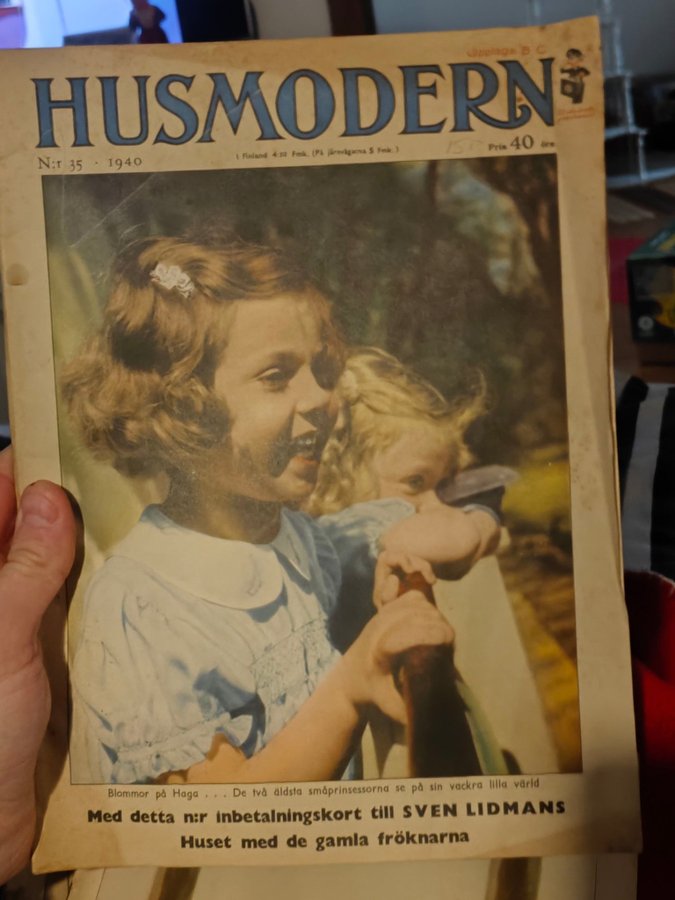 Upplaga B C
HUSMODERN
N:r 35 · 1940
I Finland 4:50 Fmk. (På järnvägarna 5 Fmk.)
Pris 40 öre
Blommor på Haga . . . De två äldsta småprinsessorna se på sin vackra lilla värld
Med detta n:r inbetalningskort till SVEN LIDMANS
Huset med de gamla fröknarna